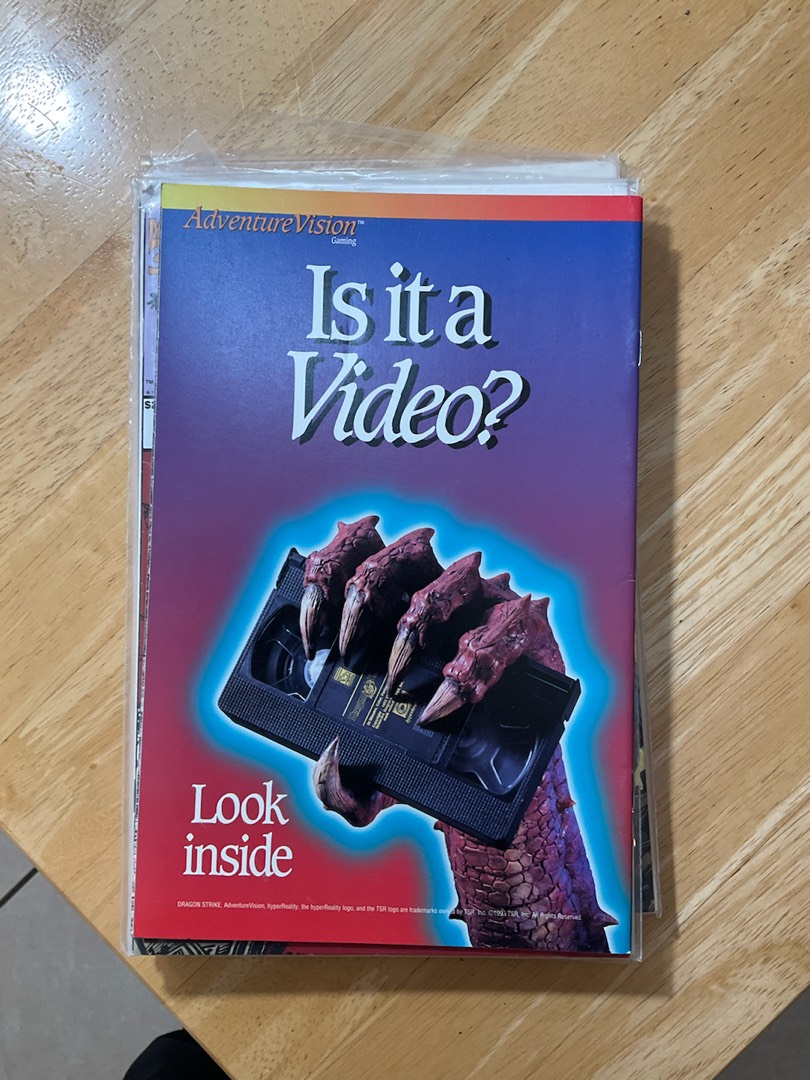 AdventureVision™
Gaming
Is it a
Video?
Look
inside
DRAGON STRIKE, AdventureVision, hyperReality, the hyperReality logo, and the TSR logo are trademarks owned by TSR, Inc. ©1993 TSR, Inc. All Rights Reserved.